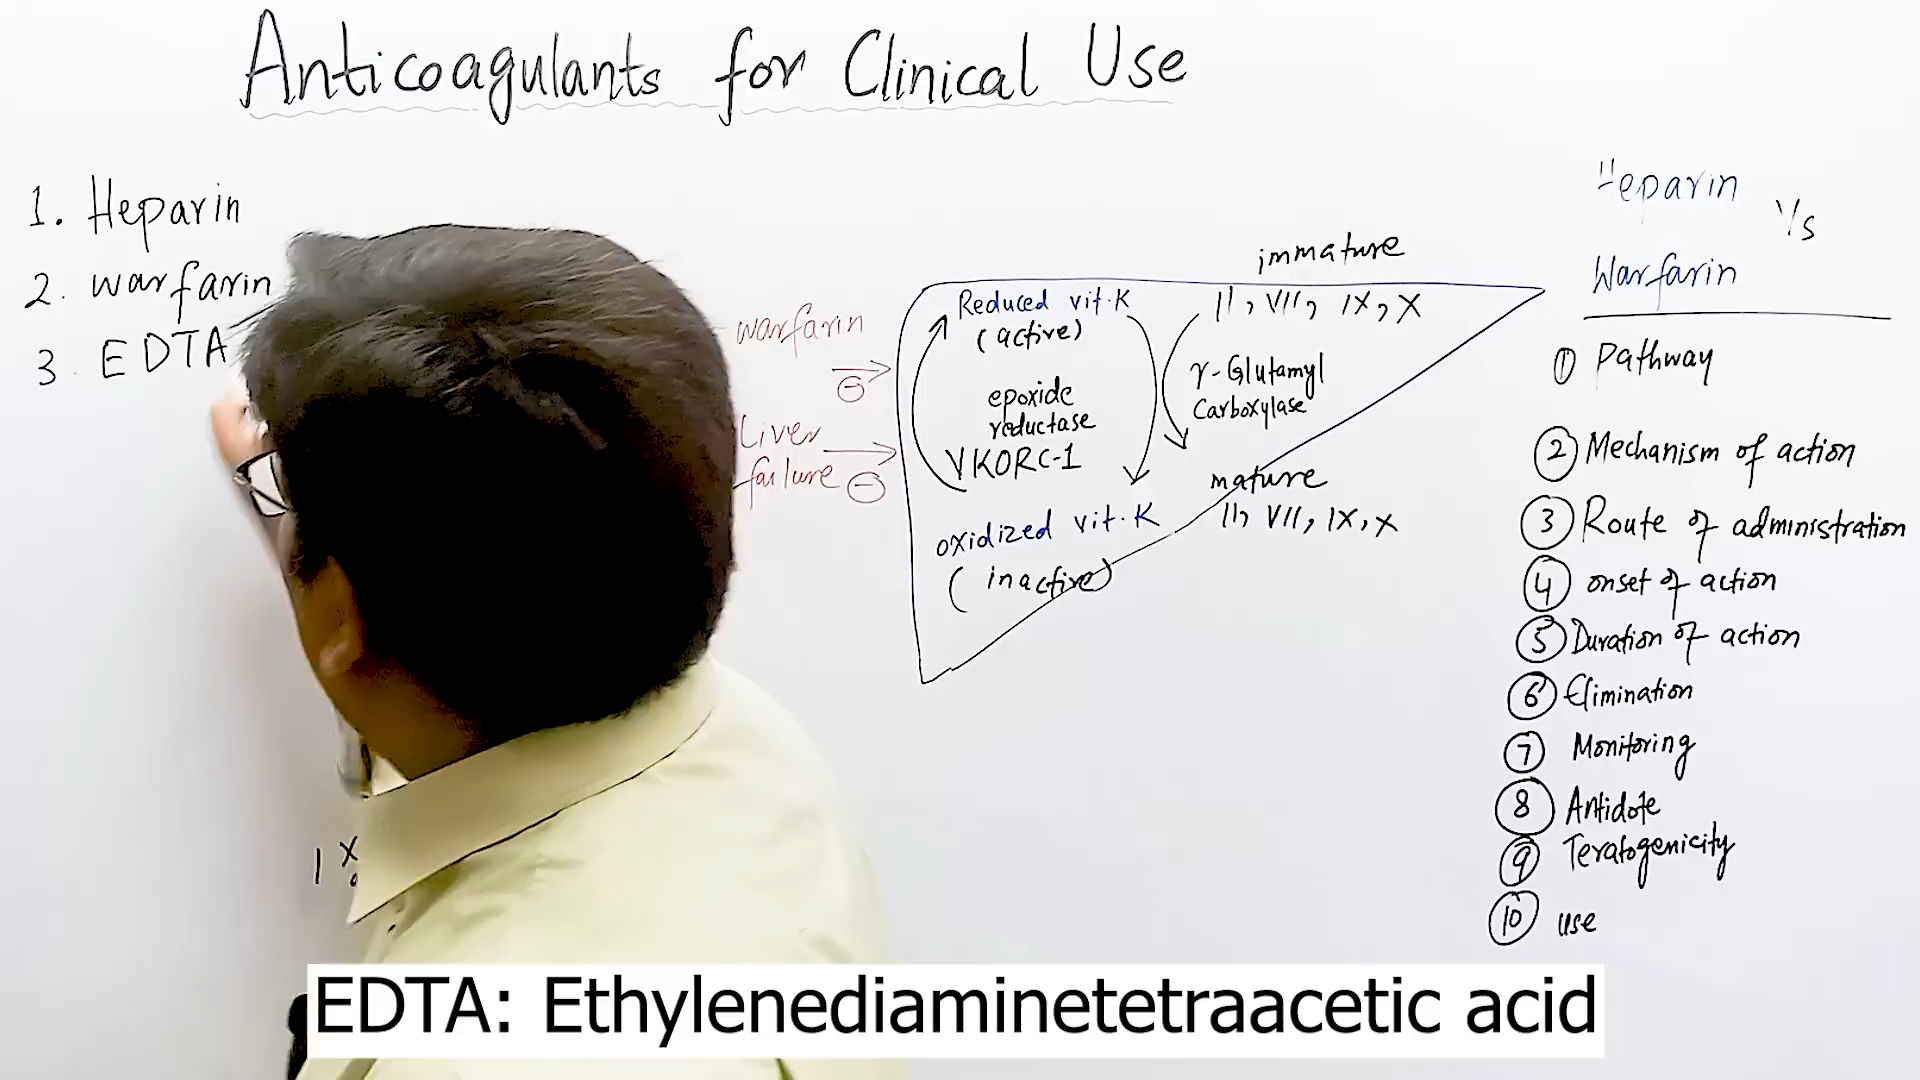 Anticoagulants for Clinical Use
1. Heparin
2. warfarin
3. EDTA
warfarin
⊖
Liver
failure ⊖
immature
Reduced vit.K
(active)
II, VII, IX, X
epoxide
reductase
VKORC-1
γ-Glutamyl
Carboxylase
oxidized vit.K
(inactive)
mature
II, VII, IX, X
Heparin
V/s
Warfarin
① Pathway
② Mechanism of action
③ Route of administration
④ onset of action
⑤ Duration of action
⑥ Elimination
⑦ Monitoring
⑧ Antidote
⑨ Teratogenicity
⑩ use
EDTA: Ethylenediaminetetraacetic acid